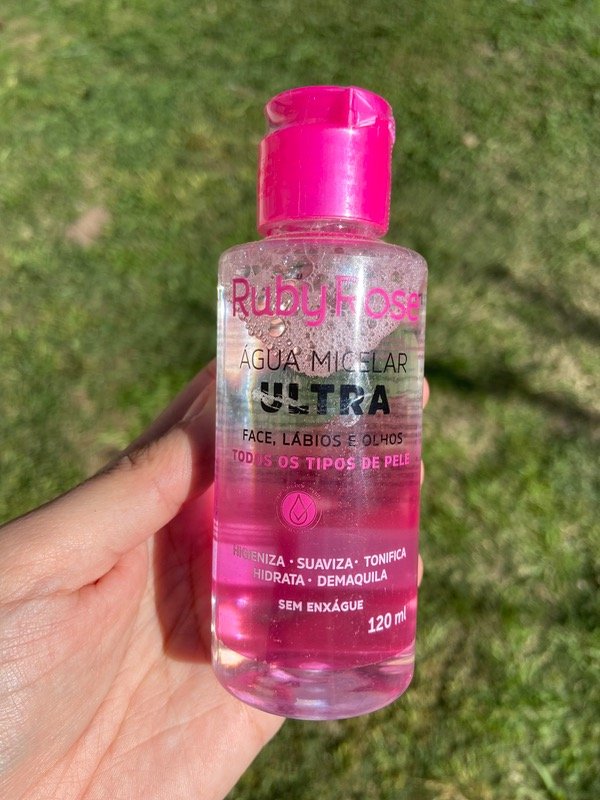 Ruby Rose
ÁGUA MICELAR
ULTRA
FACE, LÁBIOS E OLHOS
TODOS OS TIPOS DE PELE
HIGIENIZA · SUAVIZA · TONIFICA
HIDRATA · DEMAQUILA
SEM ENXÁGUE
120 ml